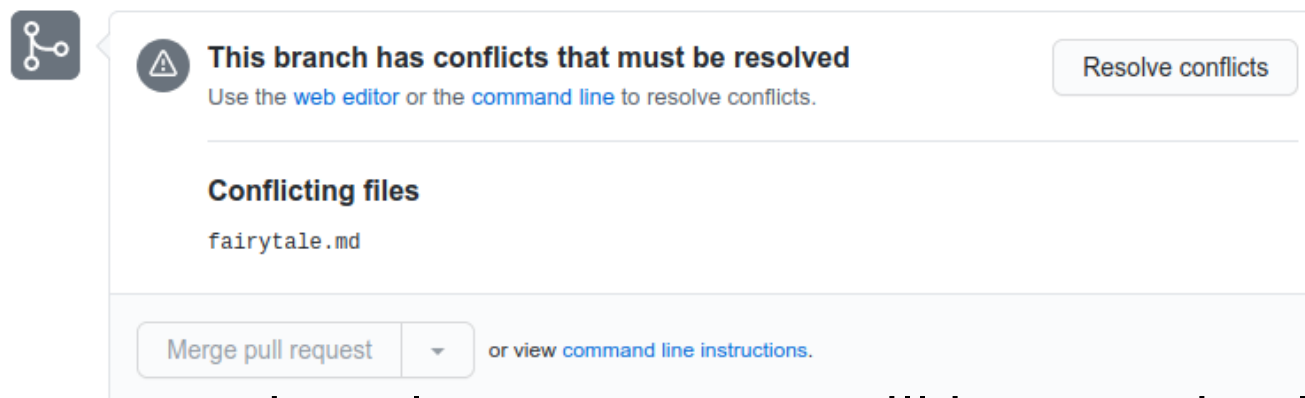 This branch has conflicts that must be resolved
Resolve conflicts
Use the web editor or the command line to resolve conflicts.
Conflicting files
fairytale.md
Merge pull request
or view command line instructions.